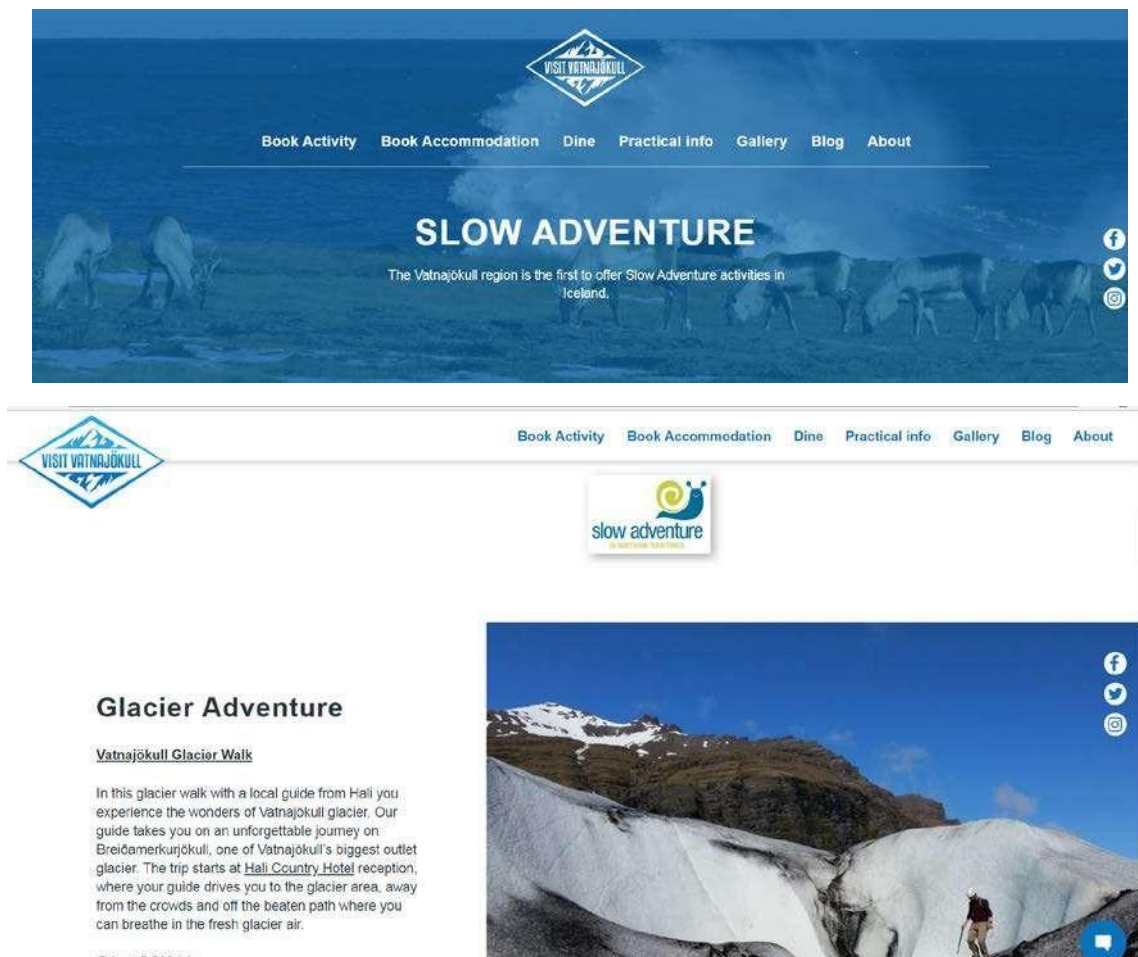 VISIT VATNAJÖKULL
Book Activity Book Accommodation Dine Practical info Gallery Blog About
SLOW ADVENTURE
The Vatnajökull region is the first to offer Slow Adventure activities in
Iceland.
VISIT VATNAJÖKULL
Book Activity Book Accommodation Dine Practical info Gallery Blog About
slow adventure
IN NORTHERN TERRITORIES
Glacier Adventure
Vatnajökull Glacier Walk
In this glacier walk with a local guide from Hali you
experience the wonders of Vatnajökull glacier. Our
guide takes you on an unforgettable journey on
Breiðamerkurjökull, one of Vatnajökull's biggest outlet
glacier. The trip starts at Hali Country Hotel reception,
where your guide drives you to the glacier area, away
from the crowds and off the beaten path where you
can breathe in the fresh glacier air.